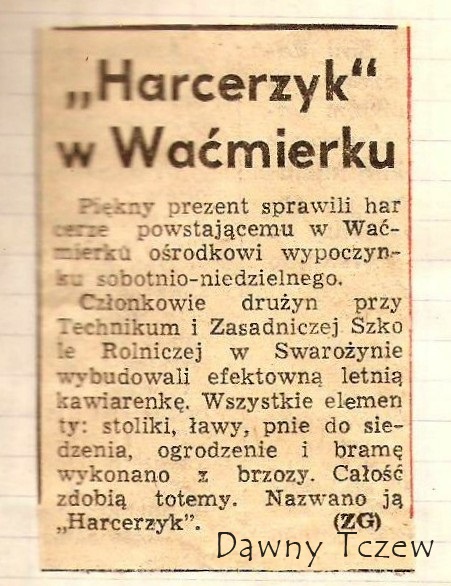 „Harcerzyk“
w Waćmierku
Piękny prezent sprawili har
cerze powstającemu w Wać-
mierku ośrodkowi wypoczyn-
ku sobotnio-niedzielnego.
Członkowie drużyn przy
Technikum i Zasadniczej Szko
le Rolniczej w Swarożynie
wybudowali efektowną letnią
kawiarenkę. Wszystkie elemen
ty: stoliki, ławy, pnie do sie-
dzenia, ogrodzenie i bramę
wykonano z brzozy. Całość
zdobią totemy. Nazwano ją
„Harcerzyk”. (ZG)
Dawny Tczew